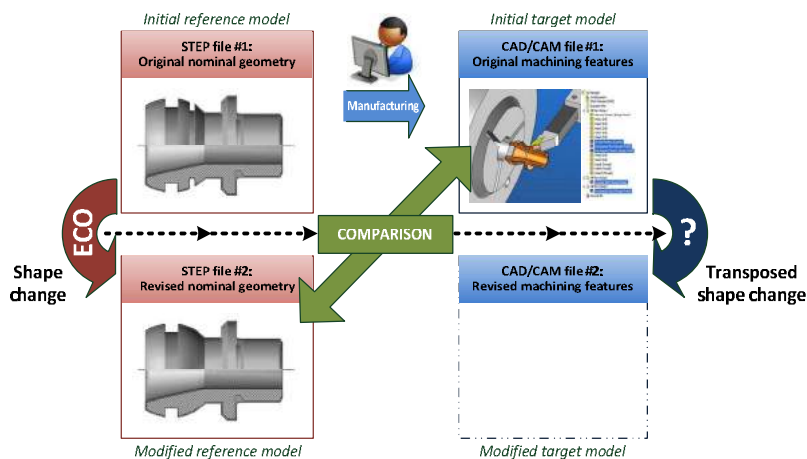 Initial reference model
Initial target model
STEP file #1:
Original nominal geometry
CAD/CAM file #1:
Original machining features
Manufacturing
ECO
COMPARISON
?
Shape
change
STEP file #2:
Revised nominal geometry
CAD/CAM file #2:
Revised machining features
Transposed
shape change
Modified reference model
Modified target model